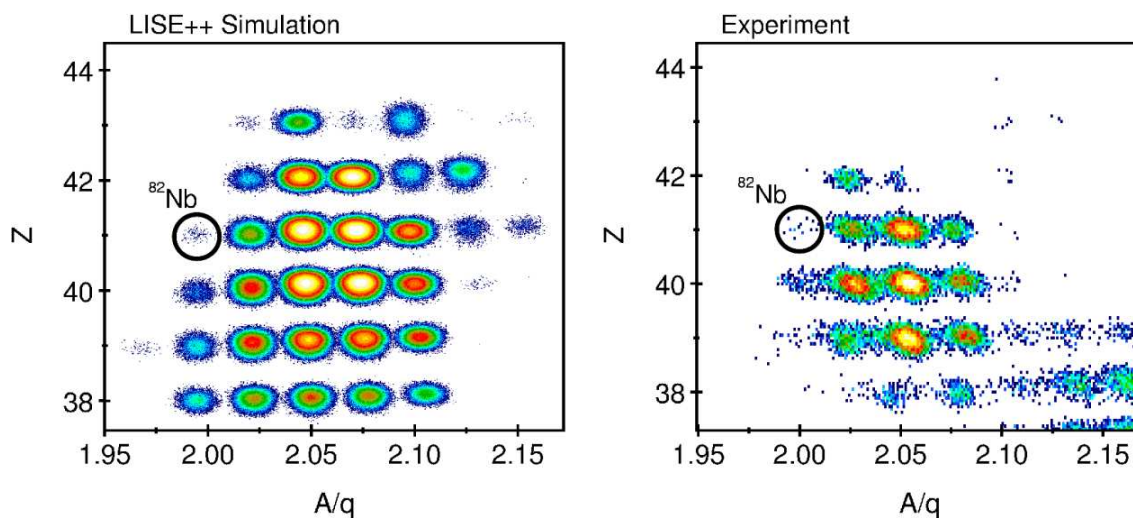 LISE++ Simulation
44
42
40
38
Z
82Nb
1.95
2.00
2.05
2.10
2.15
A/q
Experiment
44
42
40
38
Z
82Nb
1.95
2.00
2.05
2.10
2.15
A/q